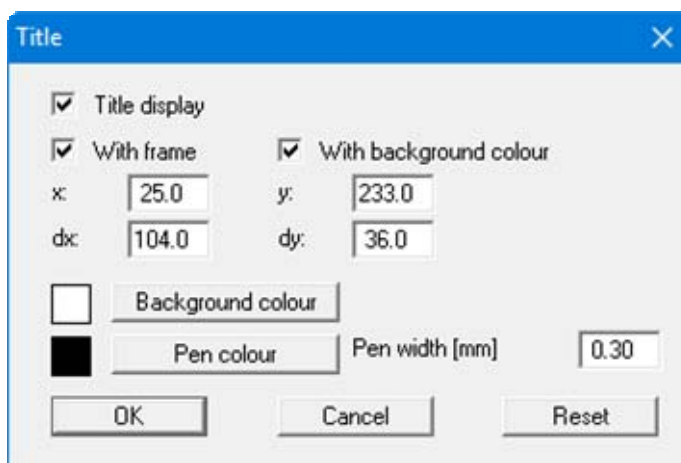 Title
Title display
With frame With background colour
x: 25.0 y: 233.0
dx: 104.0 dy: 36.0
Background colour
Pen colour Pen width [mm] 0.30
OK Cancel Reset